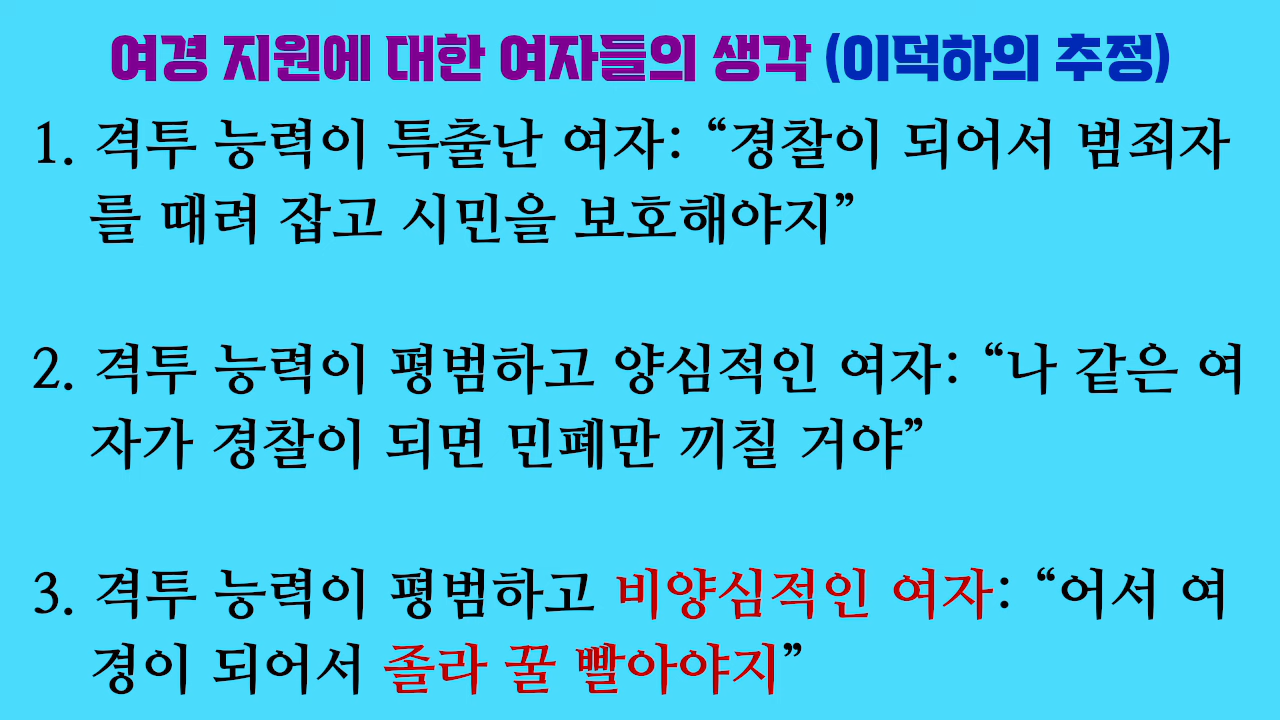 여경 지원에 대한 여자들의 생각 (이덕하의 추정)
1. 격투 능력이 특출난 여자: “경찰이 되어서 범죄자
를 때려 잡고 시민을 보호해야지”
2. 격투 능력이 평범하고 양심적인 여자: “나 같은 여
자가 경찰이 되면 민폐만 끼칠 거야”
3. 격투 능력이 평범하고 비양심적인 여자: “어서 여
경이 되어서 졸라 꿀 빨아야지”